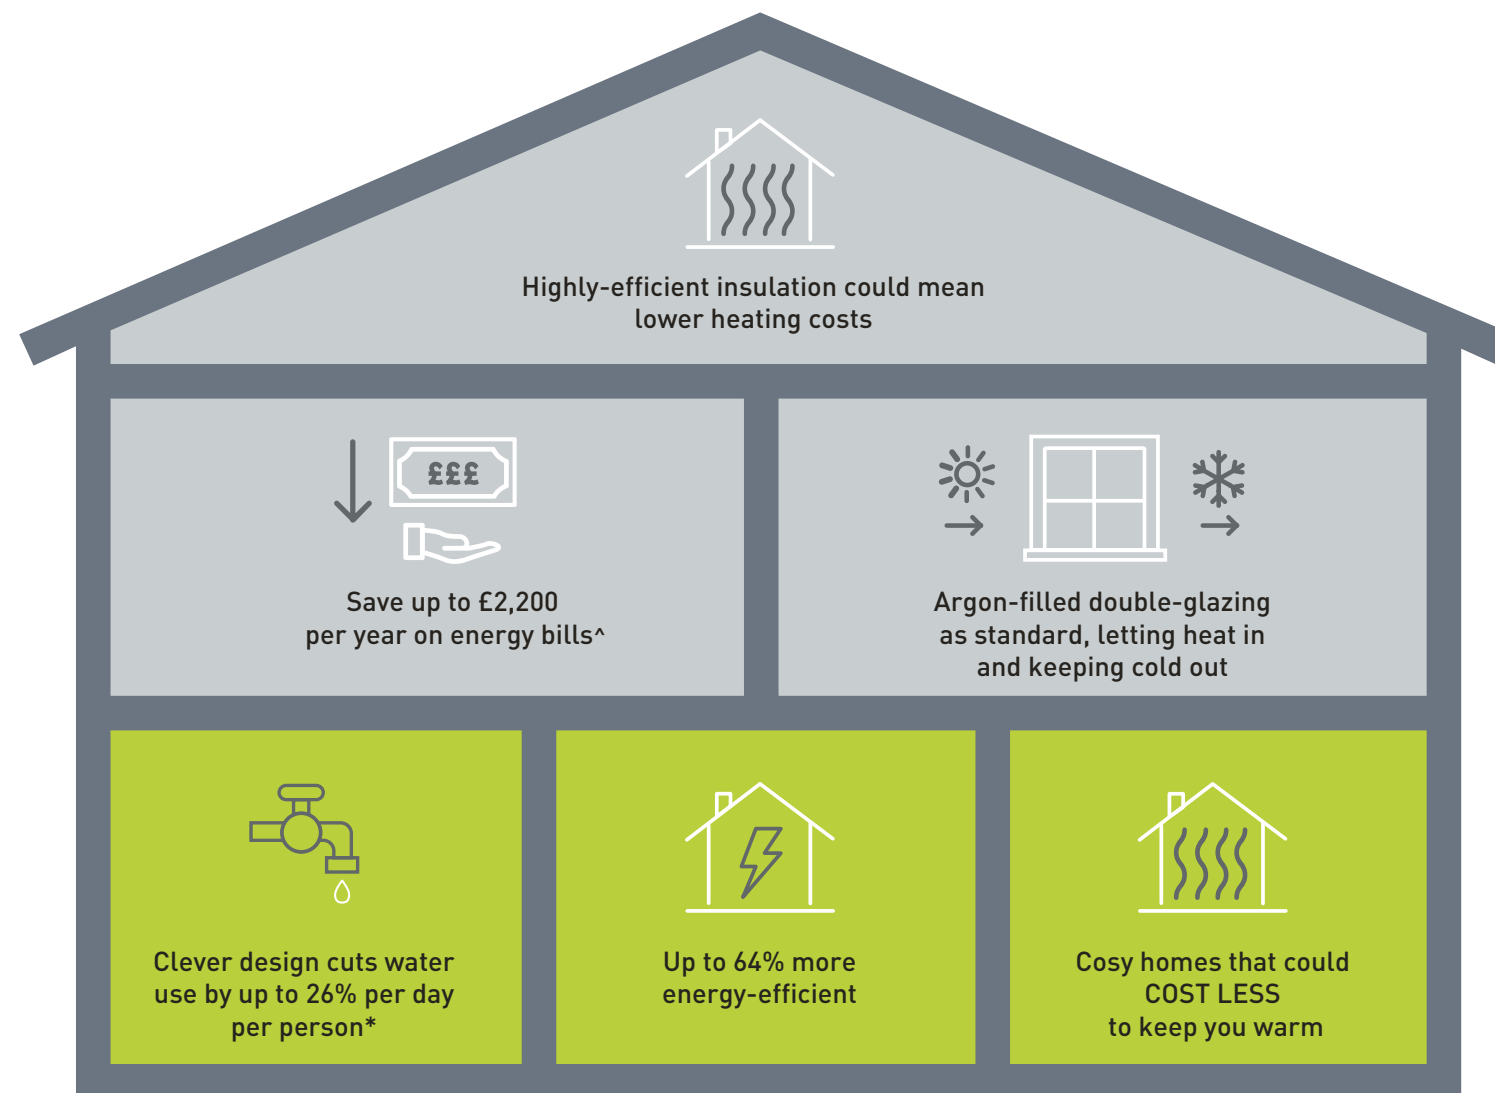 Highly-efficient insulation could mean
lower heating costs
£££
Save up to £2,200
per year on energy bills^
Argon-filled double-glazing
as standard, letting heat in
and keeping cold out
Clever design cuts water
use by up to 26% per day
per person*
Up to 64% more
energy-efficient
Cosy homes that could
COST LESS
to keep you warm